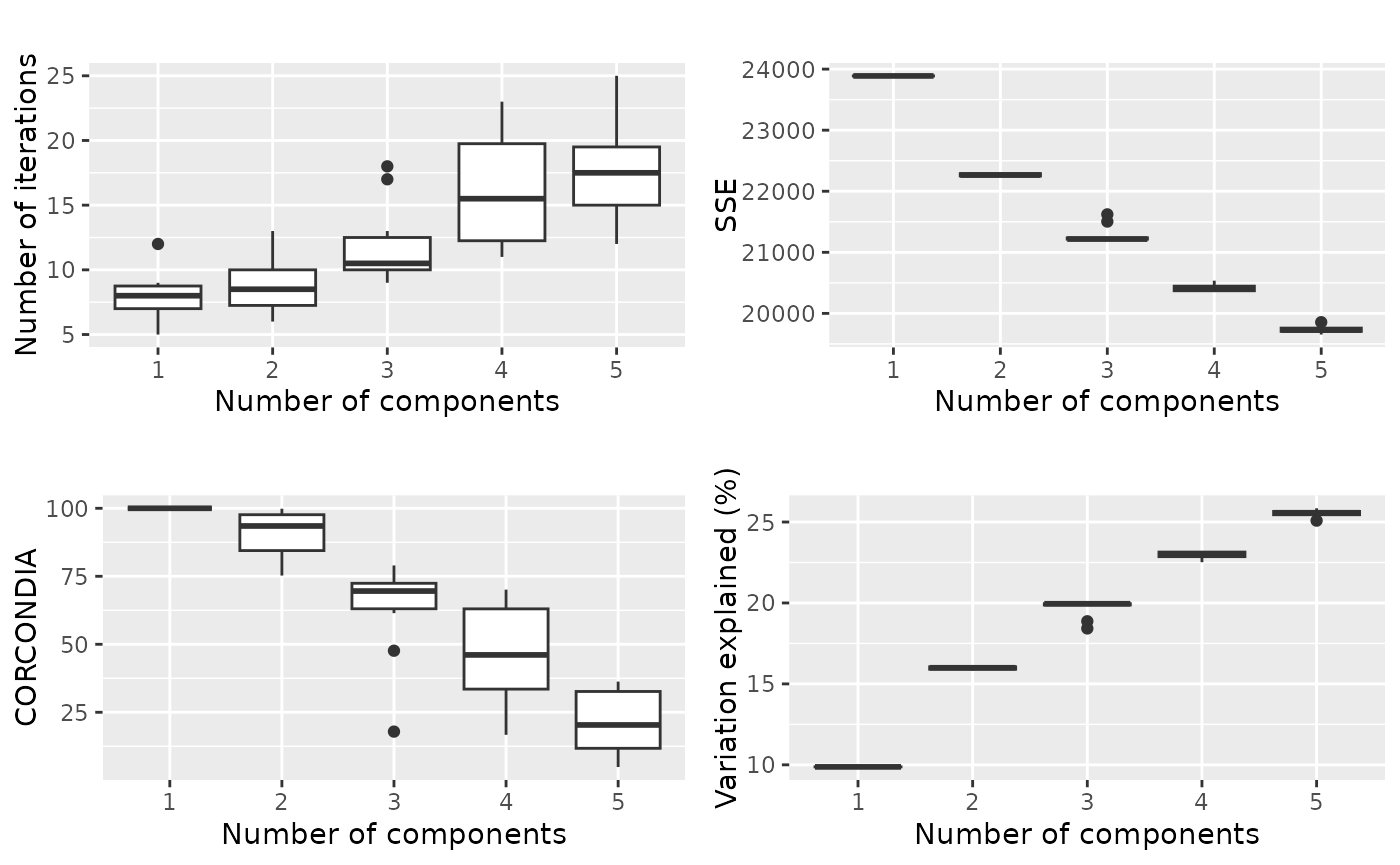 Number of iterations
25
20
15
10
5
1 2 3 4 5
Number of components
SSE
24000
23000
22000
21000
20000
1 2 3 4 5
Number of components
CORCONDIA
100
75
50
25
1 2 3 4 5
Number of components
Variation explained (%)
25
20
15
10
1 2 3 4 5
Number of components